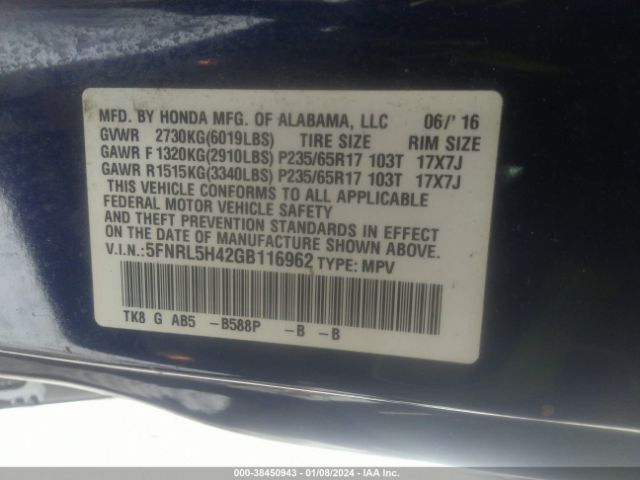 MFD. BY HONDA MFG. OF ALABAMA, LLC 06/' 16
GVWR 2730KG(6019LBS) TIRE SIZE RIM SIZE
GAWR F 1320KG(2910LBS) P235/65R17 103T 17X7J
GAWR R1515KG(3340LBS) P235/65R17 103T 17X7J
THIS VEHICLE CONFORMS TO ALL APPLICABLE
FEDERAL MOTOR VEHICLE SAFETY
AND THEFT PREVENTION STANDARDS IN EFFECT
ON THE DATE OF MANUFACTURE SHOWN ABOVE.
V.I.N.:5FNRL5H42GB116962 TYPE: MPV
TK8 G AB5 -B588P -B -B
000-38450943 - 01/08/2024 - IAA Inc.